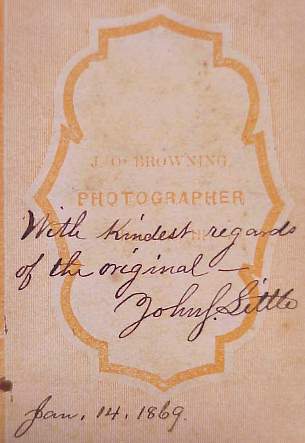 J. O. BROWNING,
PHOTOGRAPHER
With kindest regards
of the original –
John J. Little
Jan. 14. 1869.